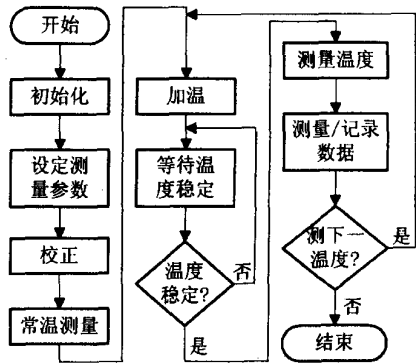 开始
初始化
设定测
量参数
校正
常温测量
加温
等待温
度稳定
温度
稳定?
否
是
测量温度
测量/记录
数据
测下一
温度?
是
否
结束